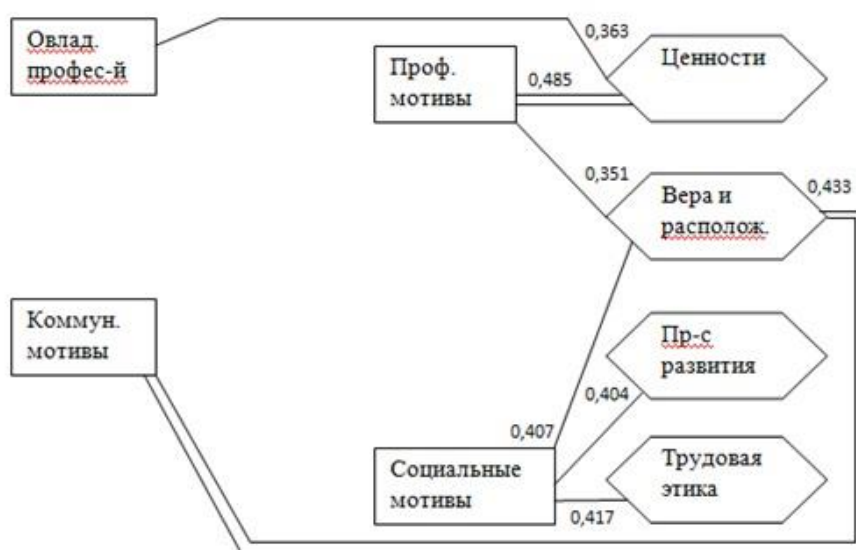 Овлад.
профес-й
0,363
Ценности
Проф.
мотивы
0,485
0,351
Вера и
располож.
0,433
Коммун.
мотивы
Пр-с
развития
0,404
0,407
Социальные
мотивы
Трудовая
этика
0,417